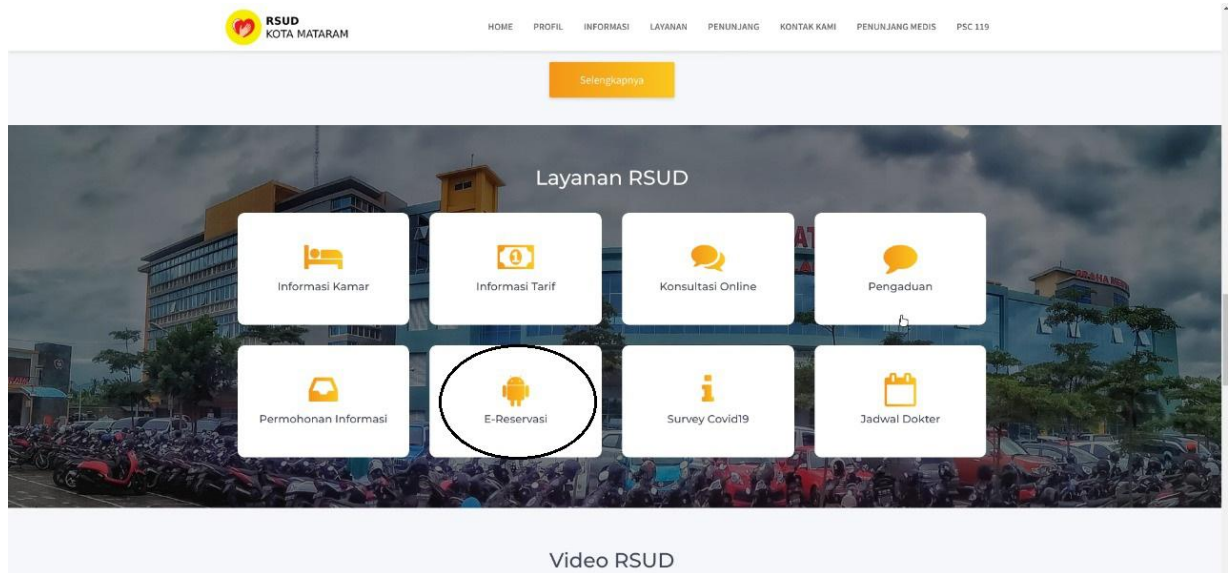 RSUD
KOTA MATARAM
HOME PROFIL INFORMASI LAYANAN PENUNJANG KONTAK KAMI PENUNJANG MEDIS PSC 119
Selengkapnya
Layanan RSUD
Informasi Kamar
Informasi Tarif
Konsultasi Online
Pengaduan
Permohonan Informasi
E-Reservasi
Survey Covid19
Jadwal Dokter
Video RSUD